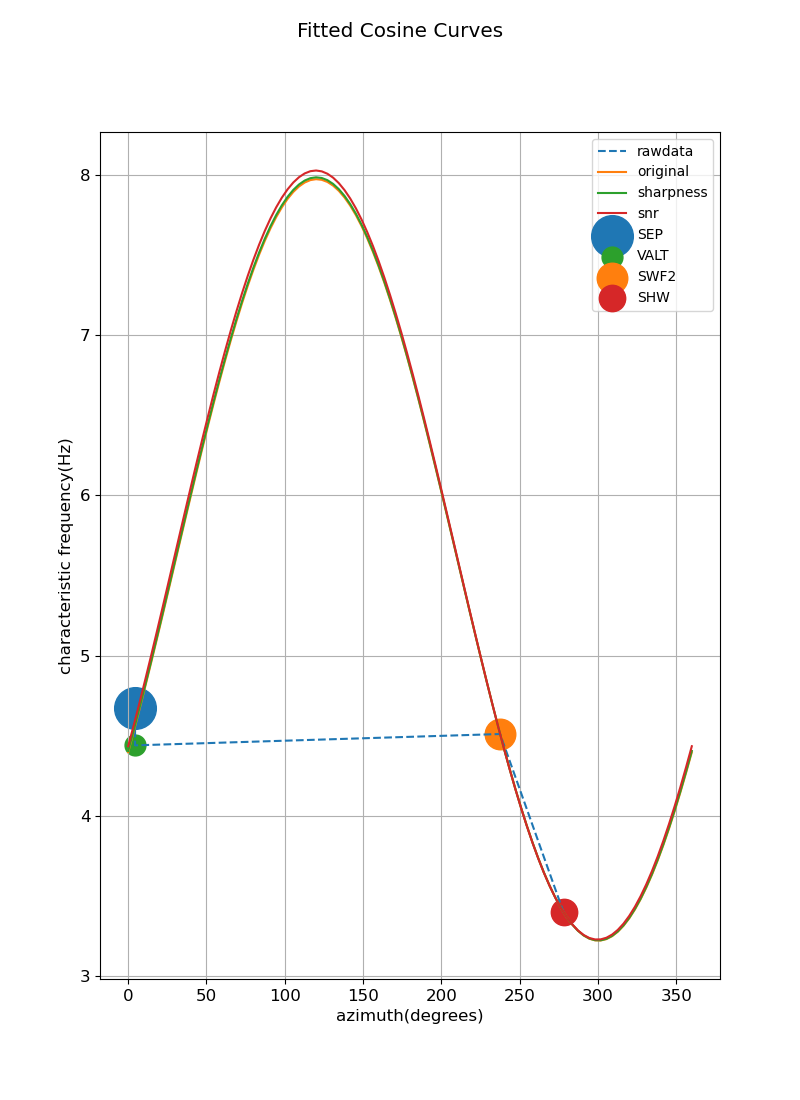 Fitted Cosine Curves
rawdata
original
sharpness
snr
SEP
VALT
SWF2
SHW
characteristic frequency(Hz)
8
7
6
5
4
3
0 50 100 150 200 250 300 350
azimuth(degrees)